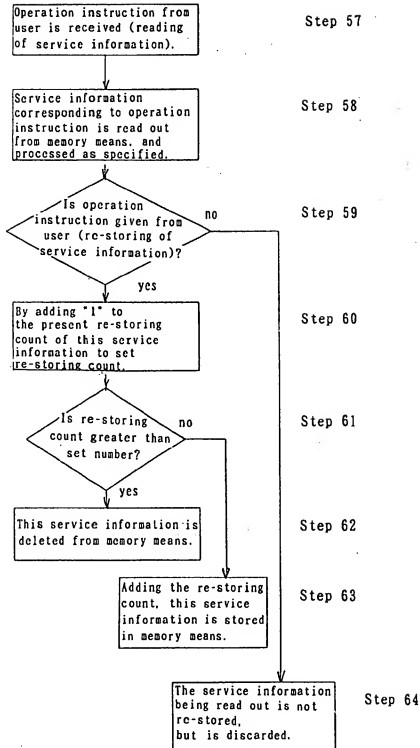 Operation instruction from
user is received (reading
of service information).
Step 57
Service information
corresponding to operation
instruction is read out
from memory means, and
processed as specified.
Step 58
Is operation
instruction given from
user (re-storing of
service information)?
no
Step 59
yes
By adding "1" to
the present re-storing
count of this service
information to set
re-storing count.
Step 60
Is re-storing
count greater than
set number?
no
Step 61
yes
This service information is
deleted from memory means.
Step 62
Adding the re-storing
count, this service
information is stored
in memory means.
Step 63
The service information
being read out is not
re-stored,
but is discarded.
Step 64